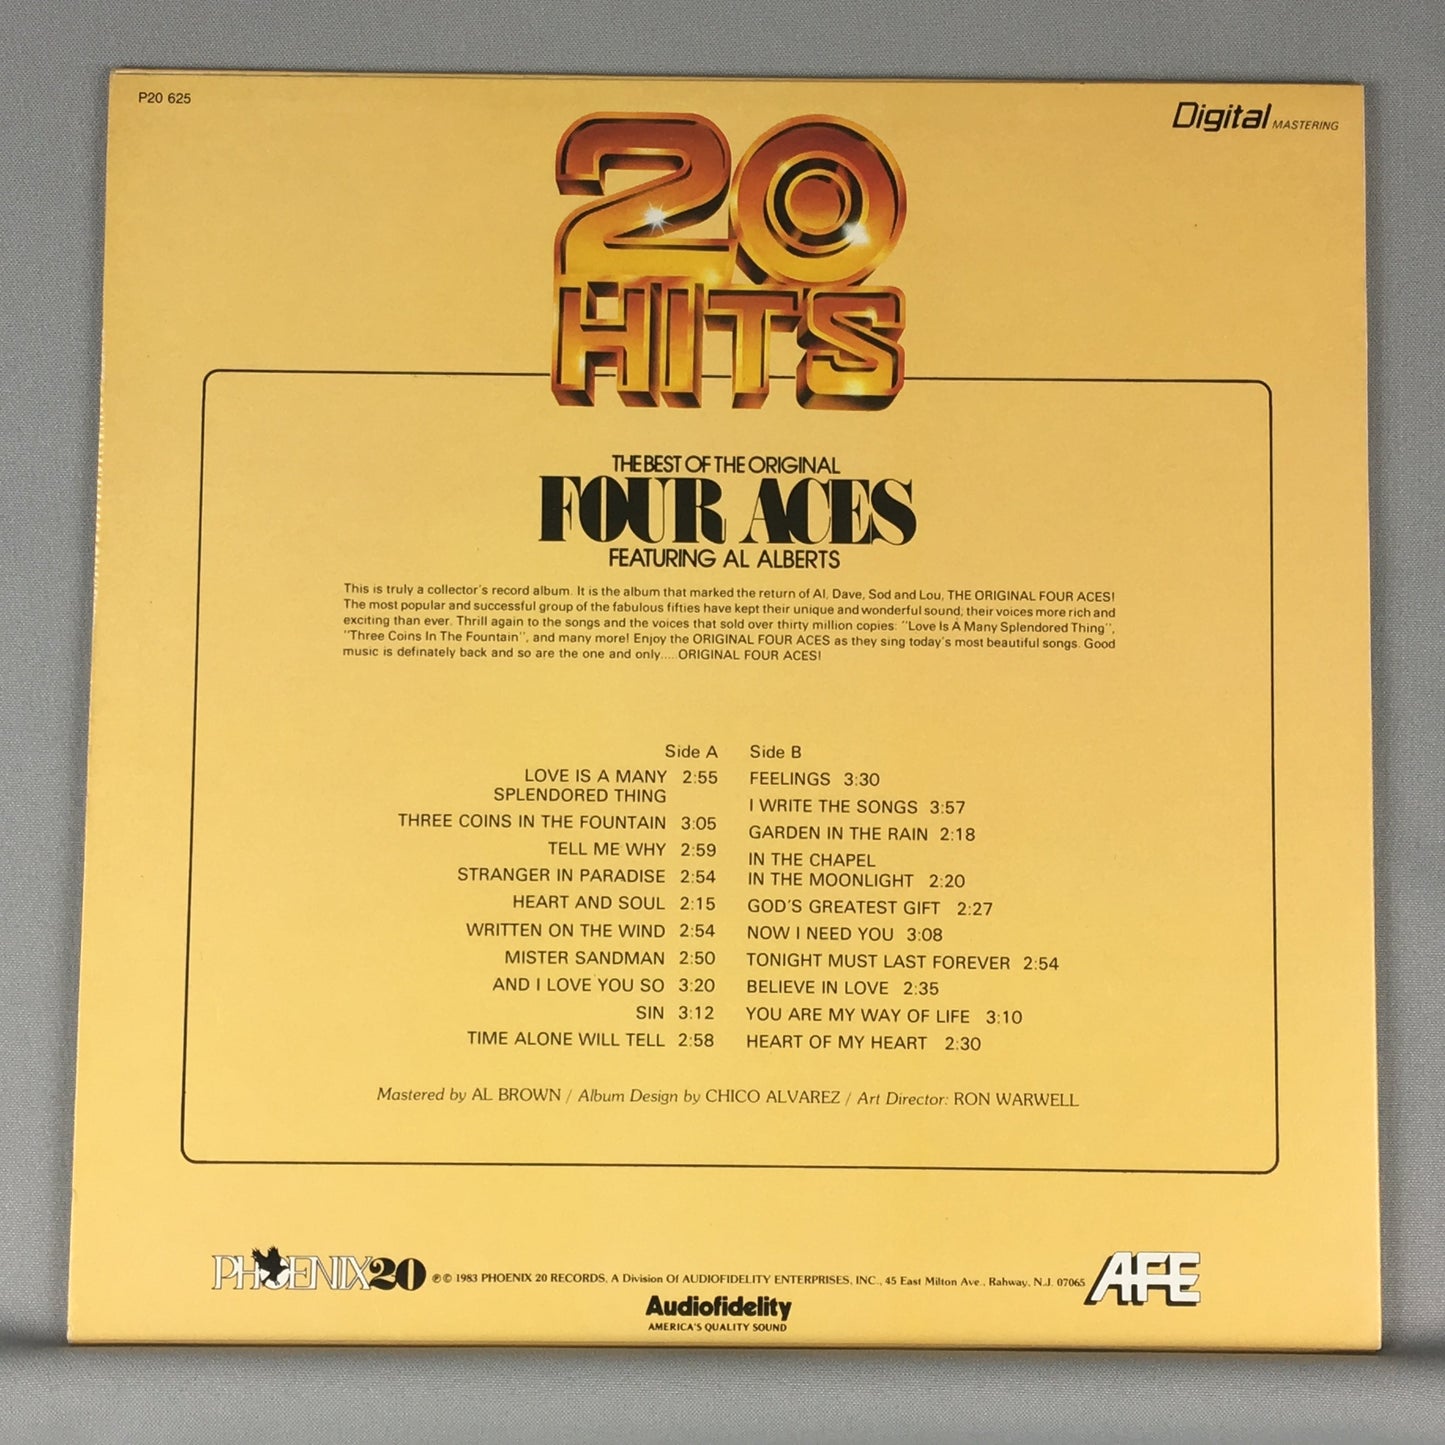 P20 625
Digital MASTERING
20
HITS
THE BEST OF THE ORIGINAL
FOUR ACES
FEATURING AL ALBERTS
This is truly a collector's record album. It is the album that marked the return of Al, Dave, Sod and Lou, THE ORIGINAL FOUR ACES!
The most popular and successful group of the fabulous fifties have kept their unique and wonderful sound; their voices more rich and
exciting than ever. Thrill again to the songs and the voices that sold over thirty million copies: "Love Is A Many Splendored Thing",
"Three Coins In The Fountain", and many more! Enjoy the ORIGINAL FOUR ACES as they sing today's most beautiful songs. Good
music is definately back and so are the one and only.... ORIGINAL FOUR ACES!
Side A
LOVE IS A MANY 2:55
SPLENDORED THING
THREE COINS IN THE FOUNTAIN 3:05
TELL ME WHY 2:59
STRANGER IN PARADISE 2:54
HEART AND SOUL 2:15
WRITTEN ON THE WIND 2:54
MISTER SANDMAN 2:50
AND I LOVE YOU SO 3:20
SIN 3:12
TIME ALONE WILL TELL 2:58
Side B
FEELINGS 3:30
I WRITE THE SONGS 3:57
GARDEN IN THE RAIN 2:18
IN THE CHAPEL
IN THE MOONLIGHT 2:20
GOD'S GREATEST GIFT 2:27
NOW I NEED YOU 3:08
TONIGHT MUST LAST FOREVER 2:54
BELIEVE IN LOVE 2:35
YOU ARE MY WAY OF LIFE 3:10
HEART OF MY HEART 2:30
Mastered by AL BROWN / Album Design by CHICO ALVAREZ / Art Director: RON WARWELL
PHOENIX20 ℗© 1983 PHOENIX 20 RECORDS, A Division Of AUDIOFIDELITY ENTERPRISES, INC., 45 East Milton Ave., Rahway, N.J. 07065 AFE
Audiofidelity
AMERICA'S QUALITY SOUND